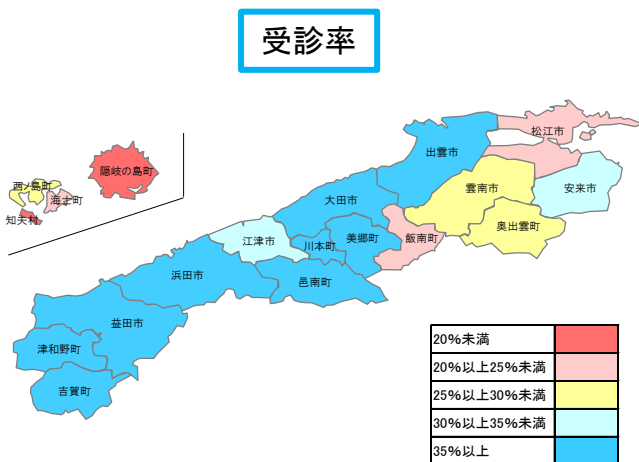 受診率
松江市
出雲市
隠岐の島町
西ノ島町
海士町
知夫村
雲南市
安来市
大田市
奥出雲町
江津市
川本町
美郷町
飯南町
浜田市
邑南町
益田市
津和野町
吉賀町
20%未満
20%以上25%未満
25%以上30%未満
30%以上35%未満
35%以上